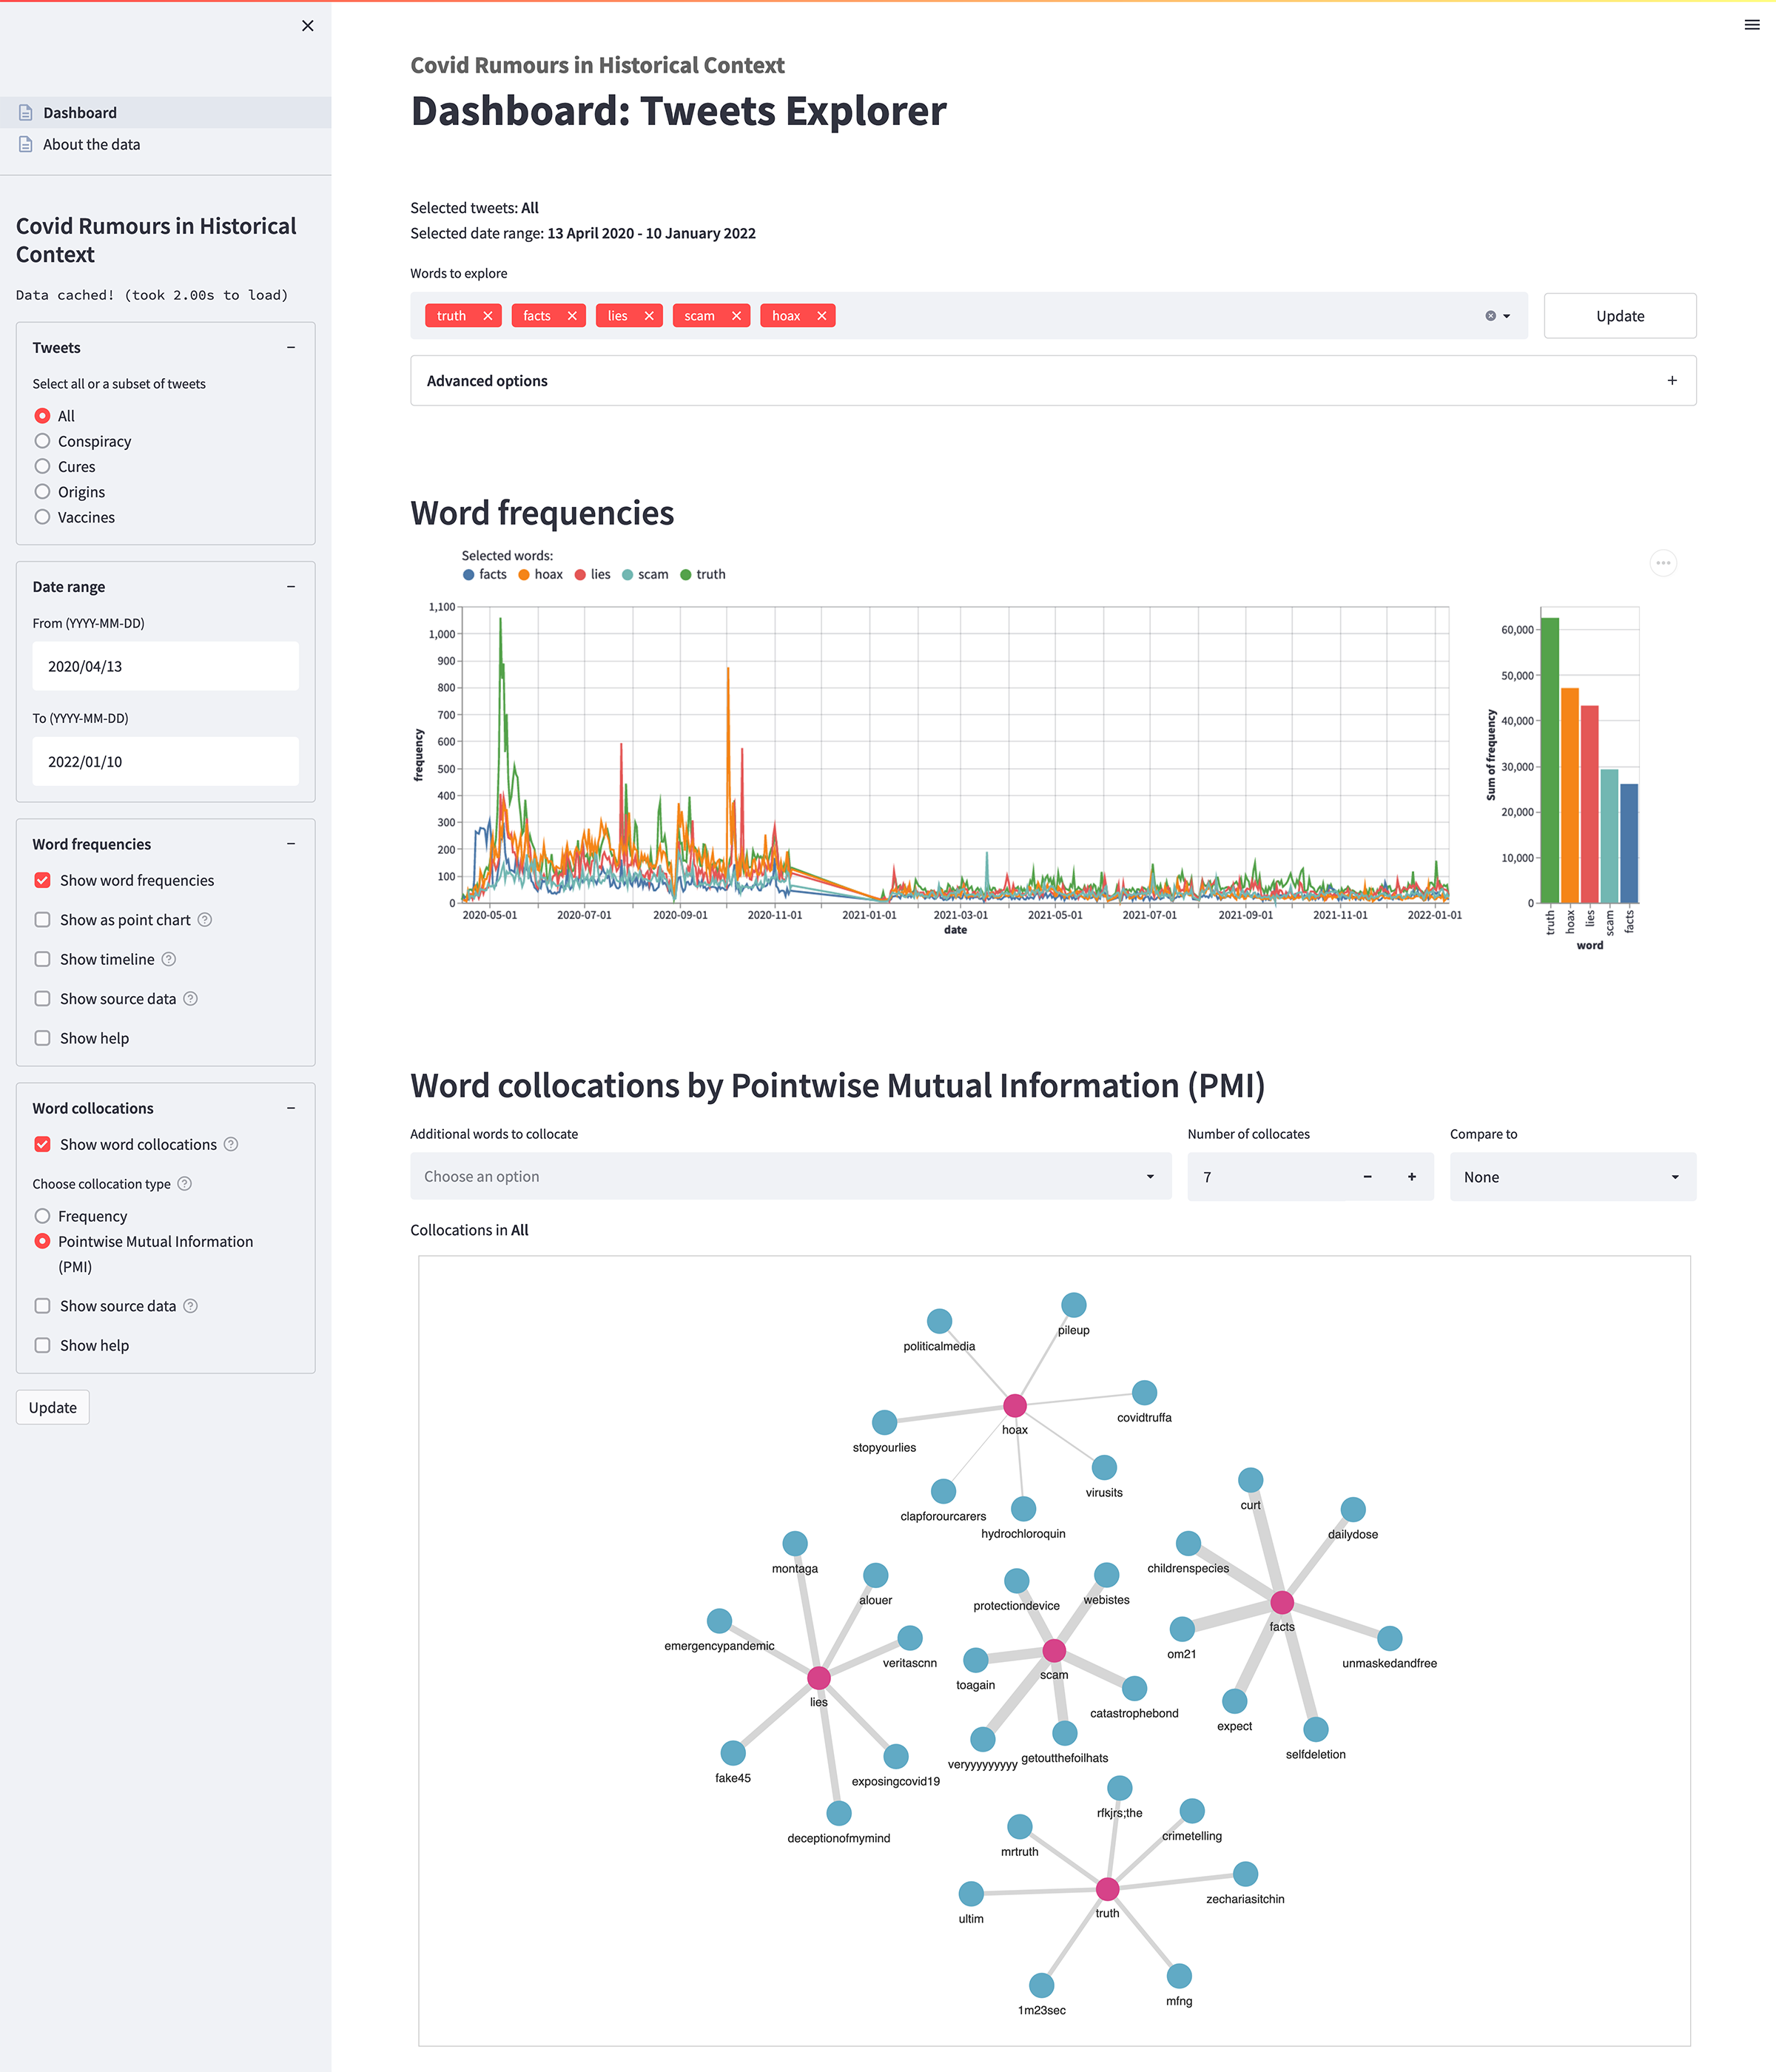 Dashboard
About the data
Covid Rumours in Historical
Context
Data cached! (took 2.00s to load)
Tweets
Select all or a subset of tweets
All
Conspiracy
Cures
Origins
Vaccines
Date range
From (YYYY-MM-DD)
2020/04/13
To (YYYY-MM-DD)
2022/01/10
Word frequencies
Show word frequencies
Show as point chart
Show timeline
Show source data
Show help
Word collocations
Show word collocations
Choose collocation type
Frequency
Pointwise Mutual Information
(PMI)
Show source data
Show help
Update
Covid Rumours in Historical Context
Dashboard: Tweets Explorer
Selected tweets: All
Selected date range: 13 April 2020 - 10 January 2022
Words to explore
truth facts lies scam hoax
Update
Advanced options
Word frequencies
Selected words:
facts hoax lies scam truth
1,100
1,000
900
800
700
600
500
400
300
200
100
0
frequency
2020-05-01 2020-07-01 2020-09-01 2020-11-01 2021-01-01 2021-03-01 2021-05-01 2021-07-01 2021-09-01 2021-11-01 2022-01-01
date
60,000
50,000
40,000
30,000
20,000
10,000
0
Sum of frequency
truth
hoax
lies
scam
facts
word
Word collocations by Pointwise Mutual Information (PMI)
Additional words to collocate
Choose an option
Number of collocates
7
Compare to
None
Collocations in All
pileup
politicalmedia
covidtruffa
hoax
stopyourlies
virusits
curt
clapforourcarers
hydrochloroquin
dailydose
montaga
childrenspecies
alouer
protectiondevice
webistes
facts
emergencypandemic
om21
veritascnn
unmaskedandfree
scam
toagain
lies
catastrophebond
expect
selfdeletion
getoutthefoilhats
veryyyyyyyyy
fake45
exposingcovid19
rfkjrs;the
deceptionofmymind
crimetelling
mrtruth
zechariasitchin
truth
ultim
mfng
1m23sec